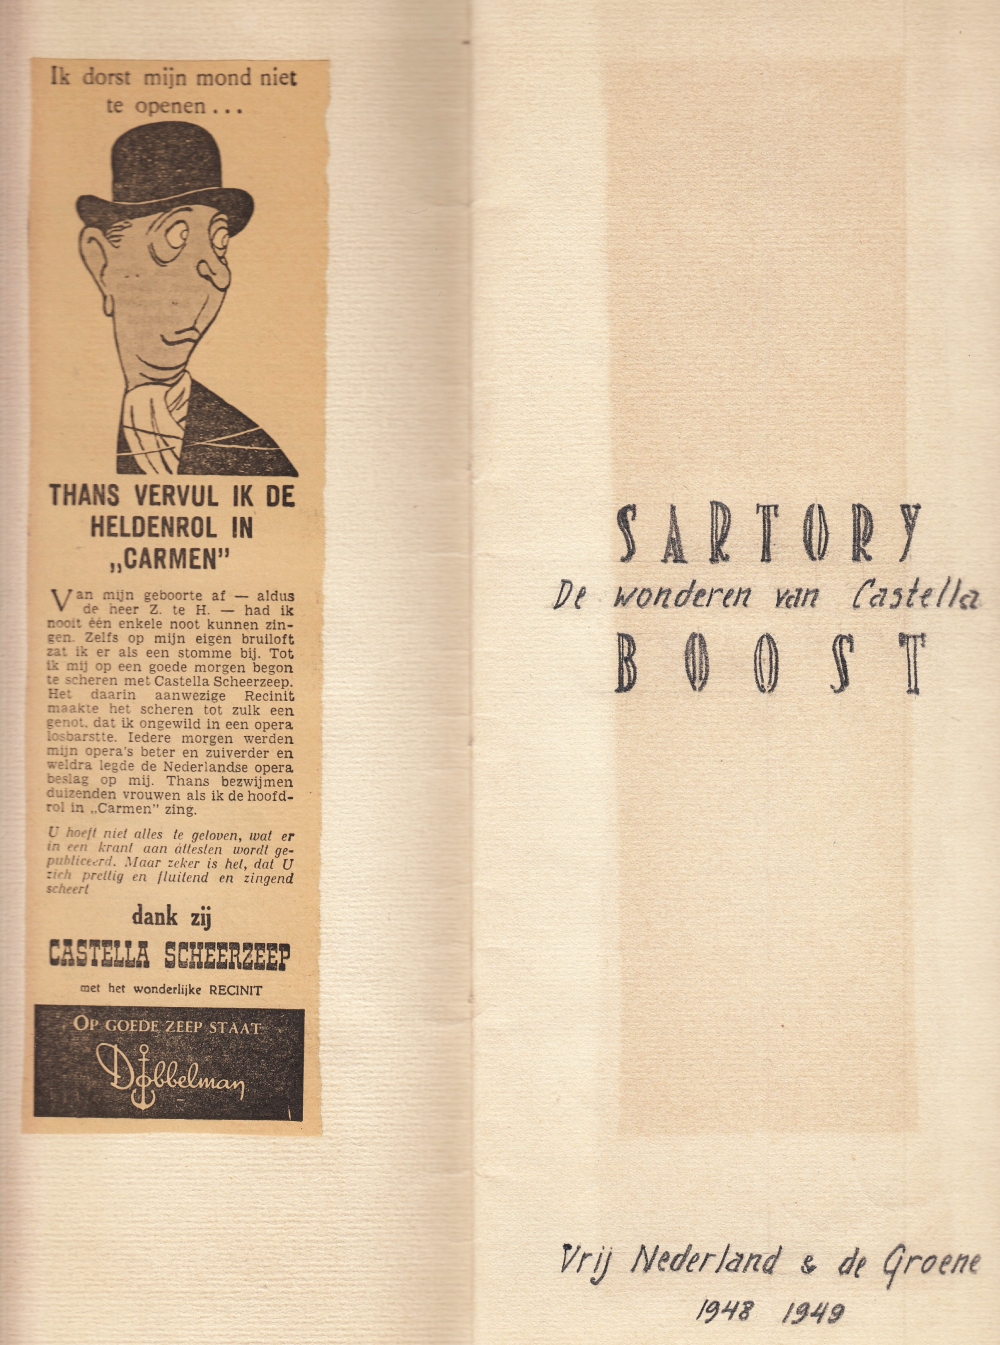 Ik dorst mijn mond niet
te openen...
THANS VERVUL IK DE
HELDENROL IN
„CARMEN”
Van mijn geboorte af — aldus
de heer Z. te H. — had ik
nooit één enkele noot kunnen zin-
gen. Zelfs op mijn eigen bruiloft
zat ik er als een stomme bij. Tot
ik mij op een goede morgen begon
te scheren met Castella Scheerzeep.
Het daarin aanwezige Recinit
maakte het scheren tot zulk een
genot, dat ik ongewild in een opera
losbarstte. Iedere morgen werden
mijn opera's beter en zuiverder en
weldra legde de Nederlandse opera
beslag op mij. Thans bezwijmen
duizenden vrouwen als ik de hoofd-
rol in „Carmen” zing.
U hoeft niet alles te geloven, wat er
in een krant aan attesten wordt ge-
publiceerd. Maar zeker is het, dat U
zich prettig en fluitend en zingend
scheert
dank zij
CASTELLA SCHEERZEEP
met het wonderlijke RECINIT
OP GOEDE ZEEP STAAT
Dobbelman
SARTORY
De wonderen van Castella
BOOST
Vrij Nederland & de Groene
1948 1949